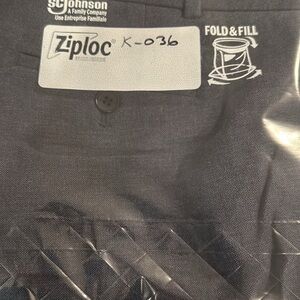 SC Johnson
A Family Company
Une Entreprise Familiale
Ziploc® K-036
FOLD & FILL